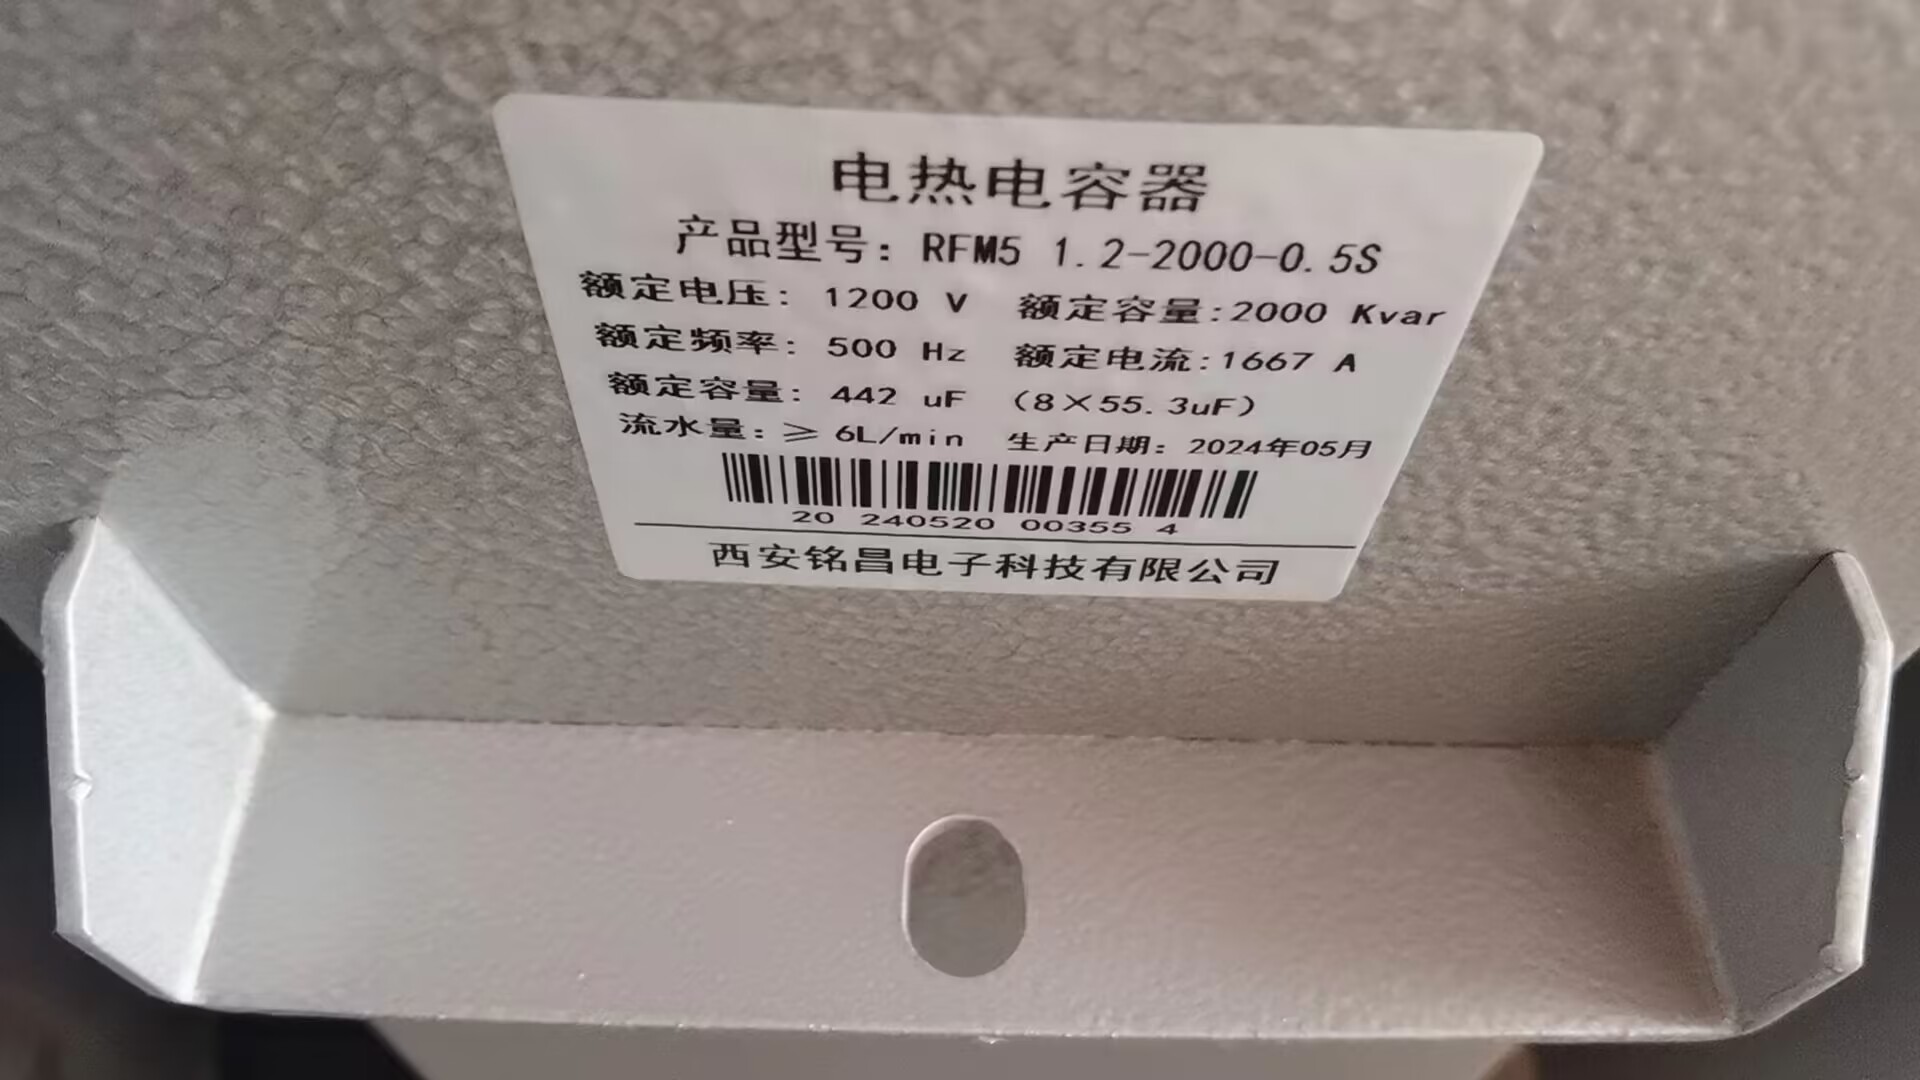 电热电容器
产品型号: RFM5 1.2-2000-0.5S
额定电压: 1200 V 额定容量:2000 Kvar
额定频率: 500 Hz 额定电流:1667 A
额定容量: 442 uF (8×55.3uF)
流水量:≥ 6L/min 生产日期: 2024年05月
20 240520 00355 4
西安铭昌电子科技有限公司